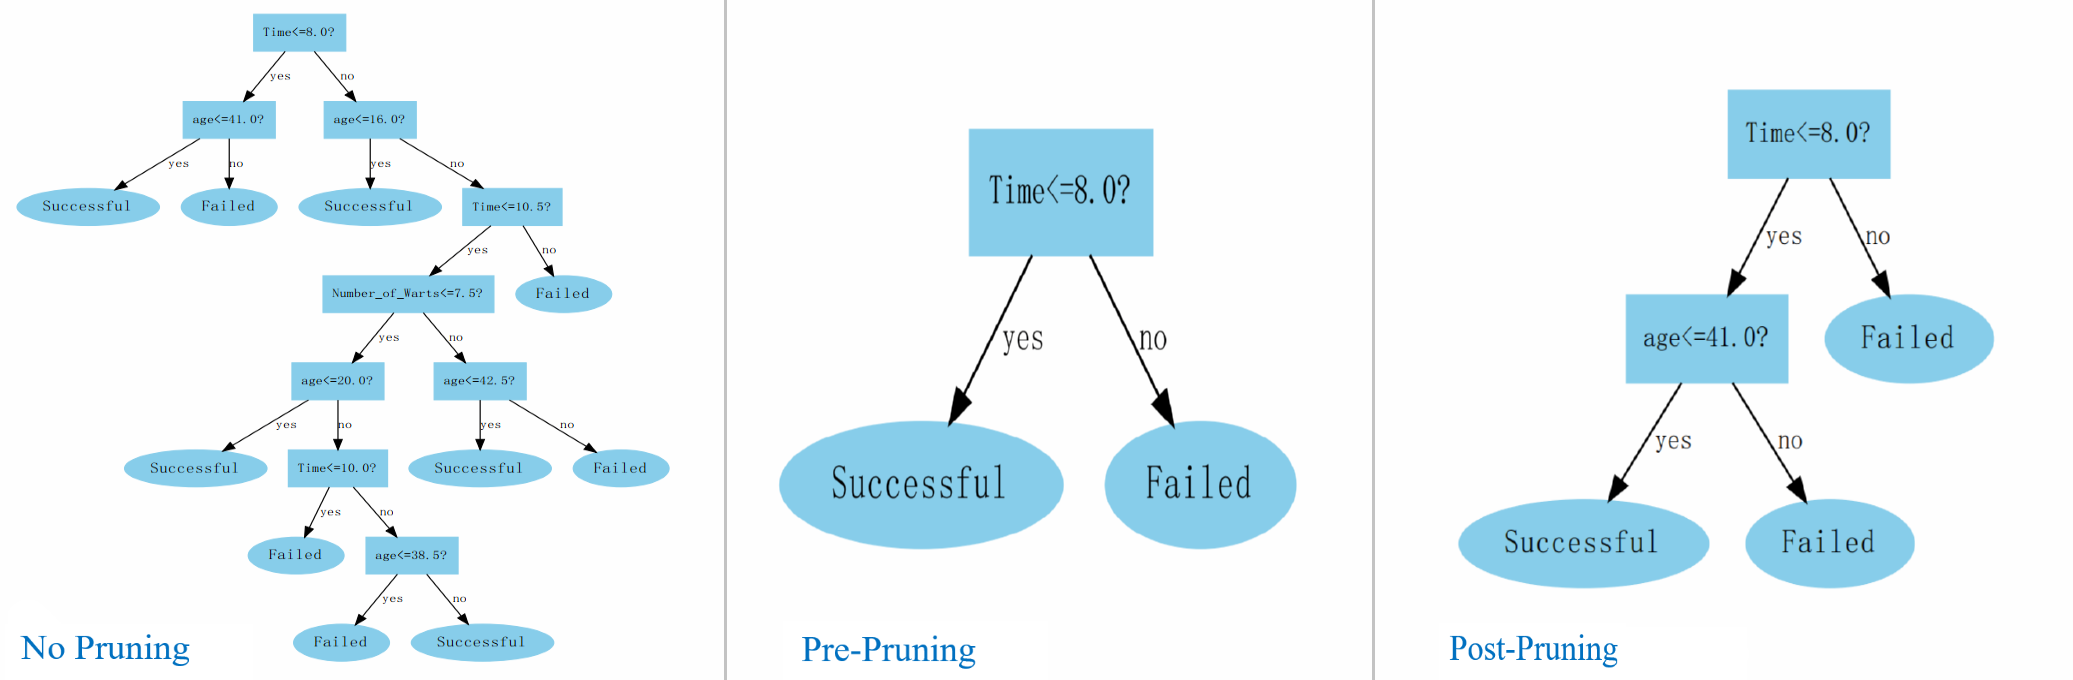 Time<=8.0?
yes
no
age<=41.0?
age<=16.0?
yes
no
yes
no
Successful
Failed
Successful
Time<=10.5?
yes
no
Number_of_Warts<=7.5?
Failed
yes
no
age<=20.0?
age<=42.5?
yes
no
yes
no
Successful
Time<=10.0?
Successful
Failed
yes
no
Failed
age<=38.5?
yes
no
Failed
Successful
No Pruning
Time<=8.0?
yes
no
Successful
Failed
Pre-Pruning
Time<=8.0?
yes
no
age<=41.0?
Failed
yes
no
Successful
Failed
Post-Pruning